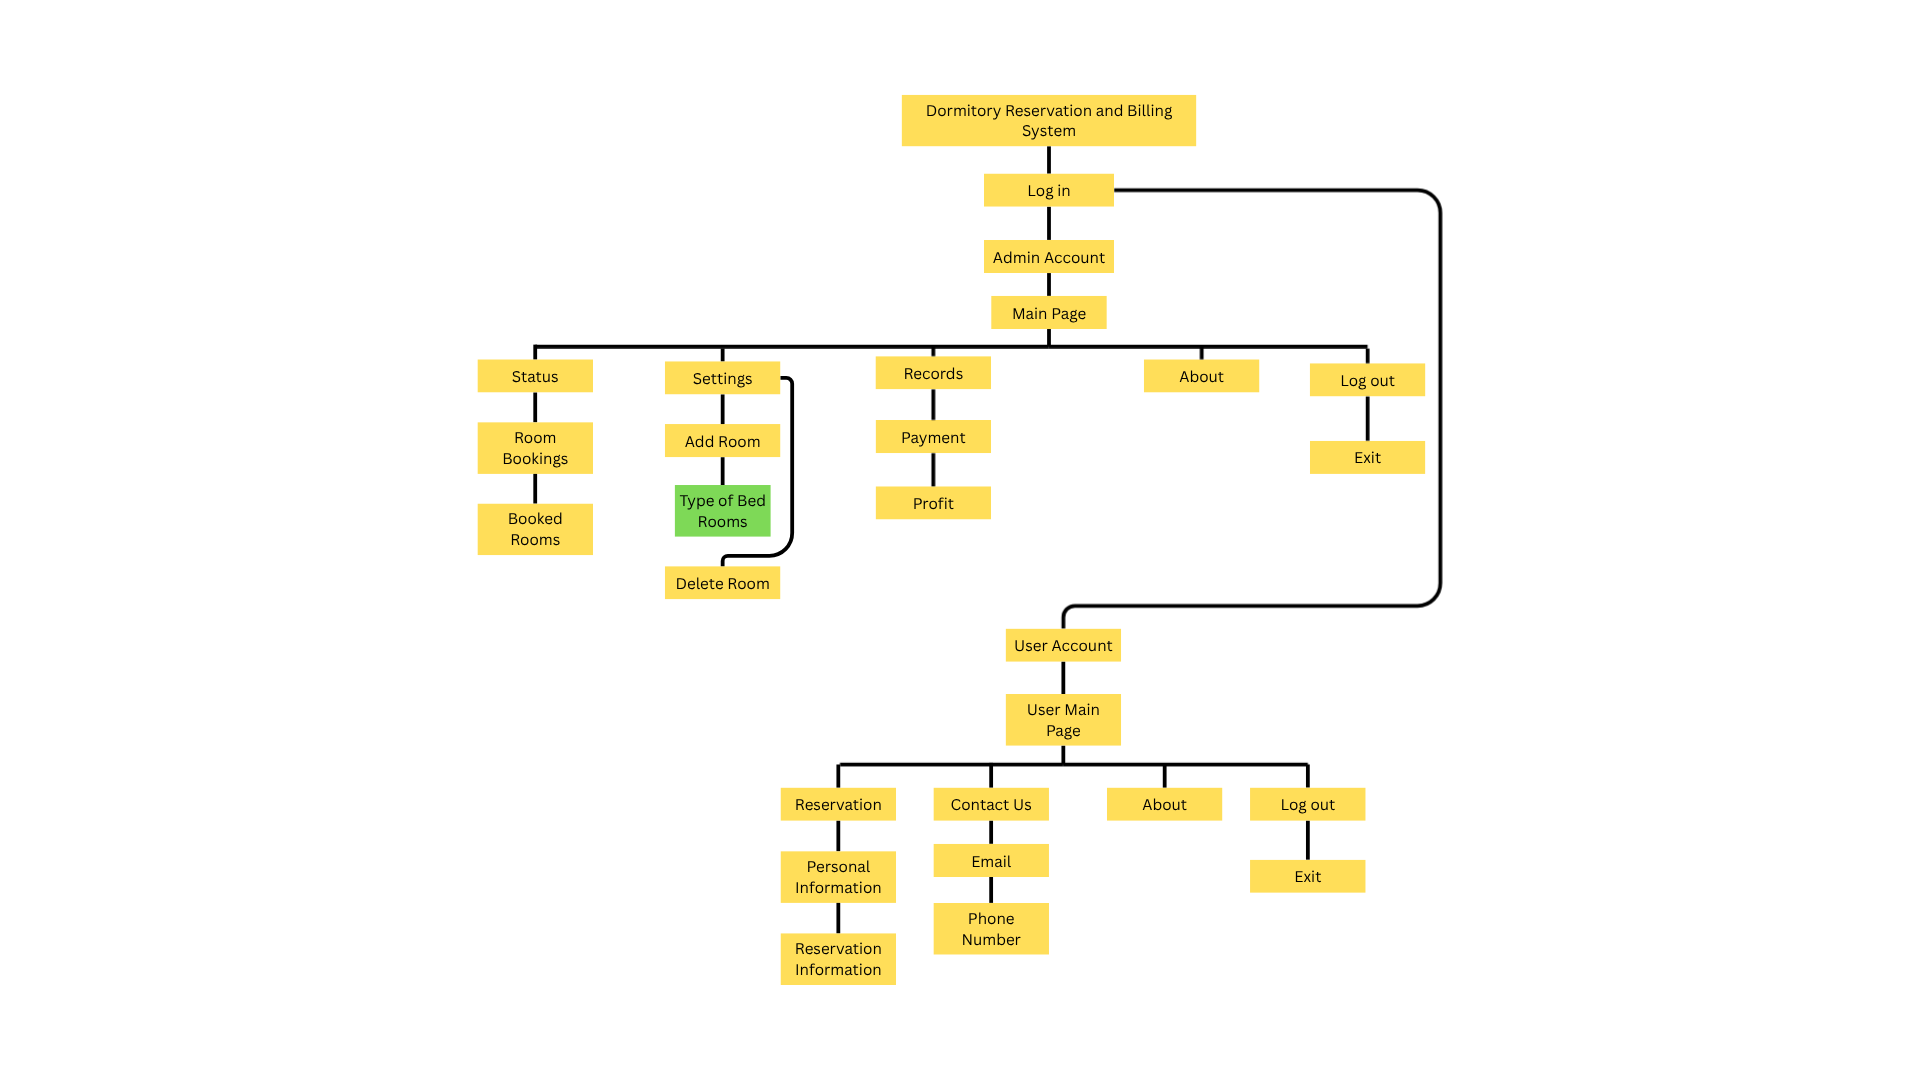 Dormitory Reservation and Billing
System
Log in
Admin Account
Main Page
Status
Settings
Records
About
Log out
Room
Bookings
Add Room
Payment
Exit
Booked
Rooms
Type of Bed
Rooms
Profit
Delete Room
User Account
User Main
Page
Reservation
Contact Us
About
Log out
Personal
Information
Email
Exit
Reservation
Information
Phone
Number